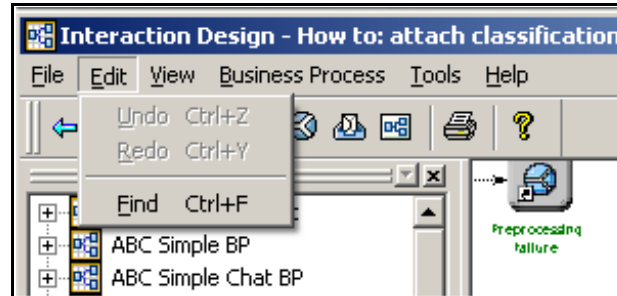 Interaction Design - How to: attach classification
File Edit View Business Process Tools Help
Undo Ctrl+Z
Redo Ctrl+Y
Find Ctrl+F
ABC Simple BP
ABC Simple Chat BP
Preprocessing
failure